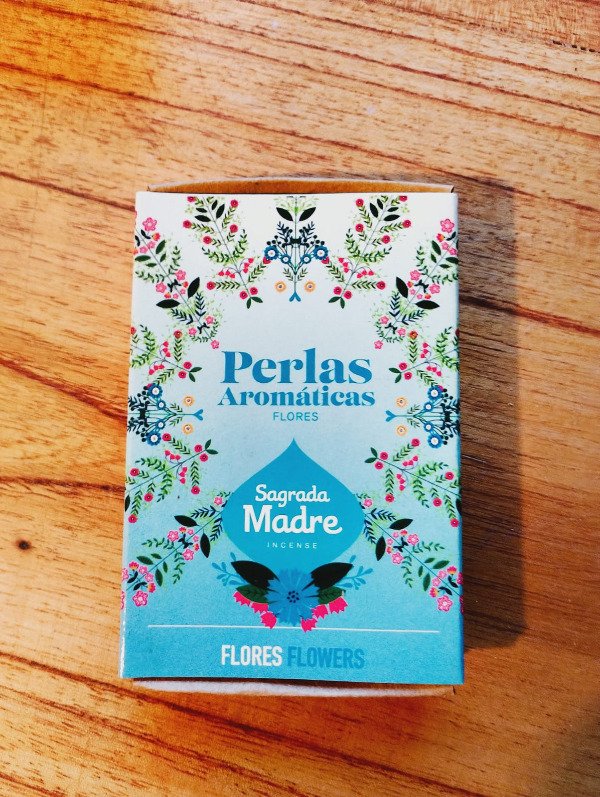 Perlas
Aromáticas
FLORES
Sagrada
Madre
INCENSE
FLORES FLOWERS